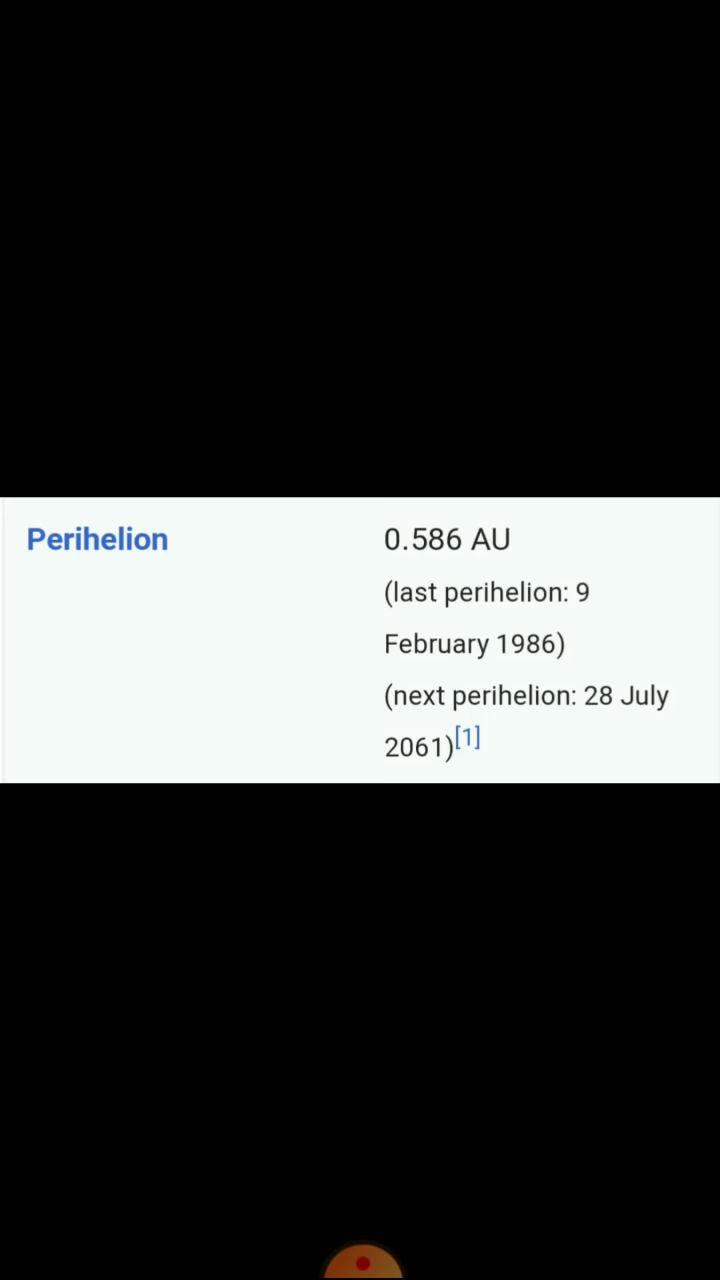 Perihelion 0.586 AU
(last perihelion: 9
February 1986)
(next perihelion: 28 July
2061)[1]